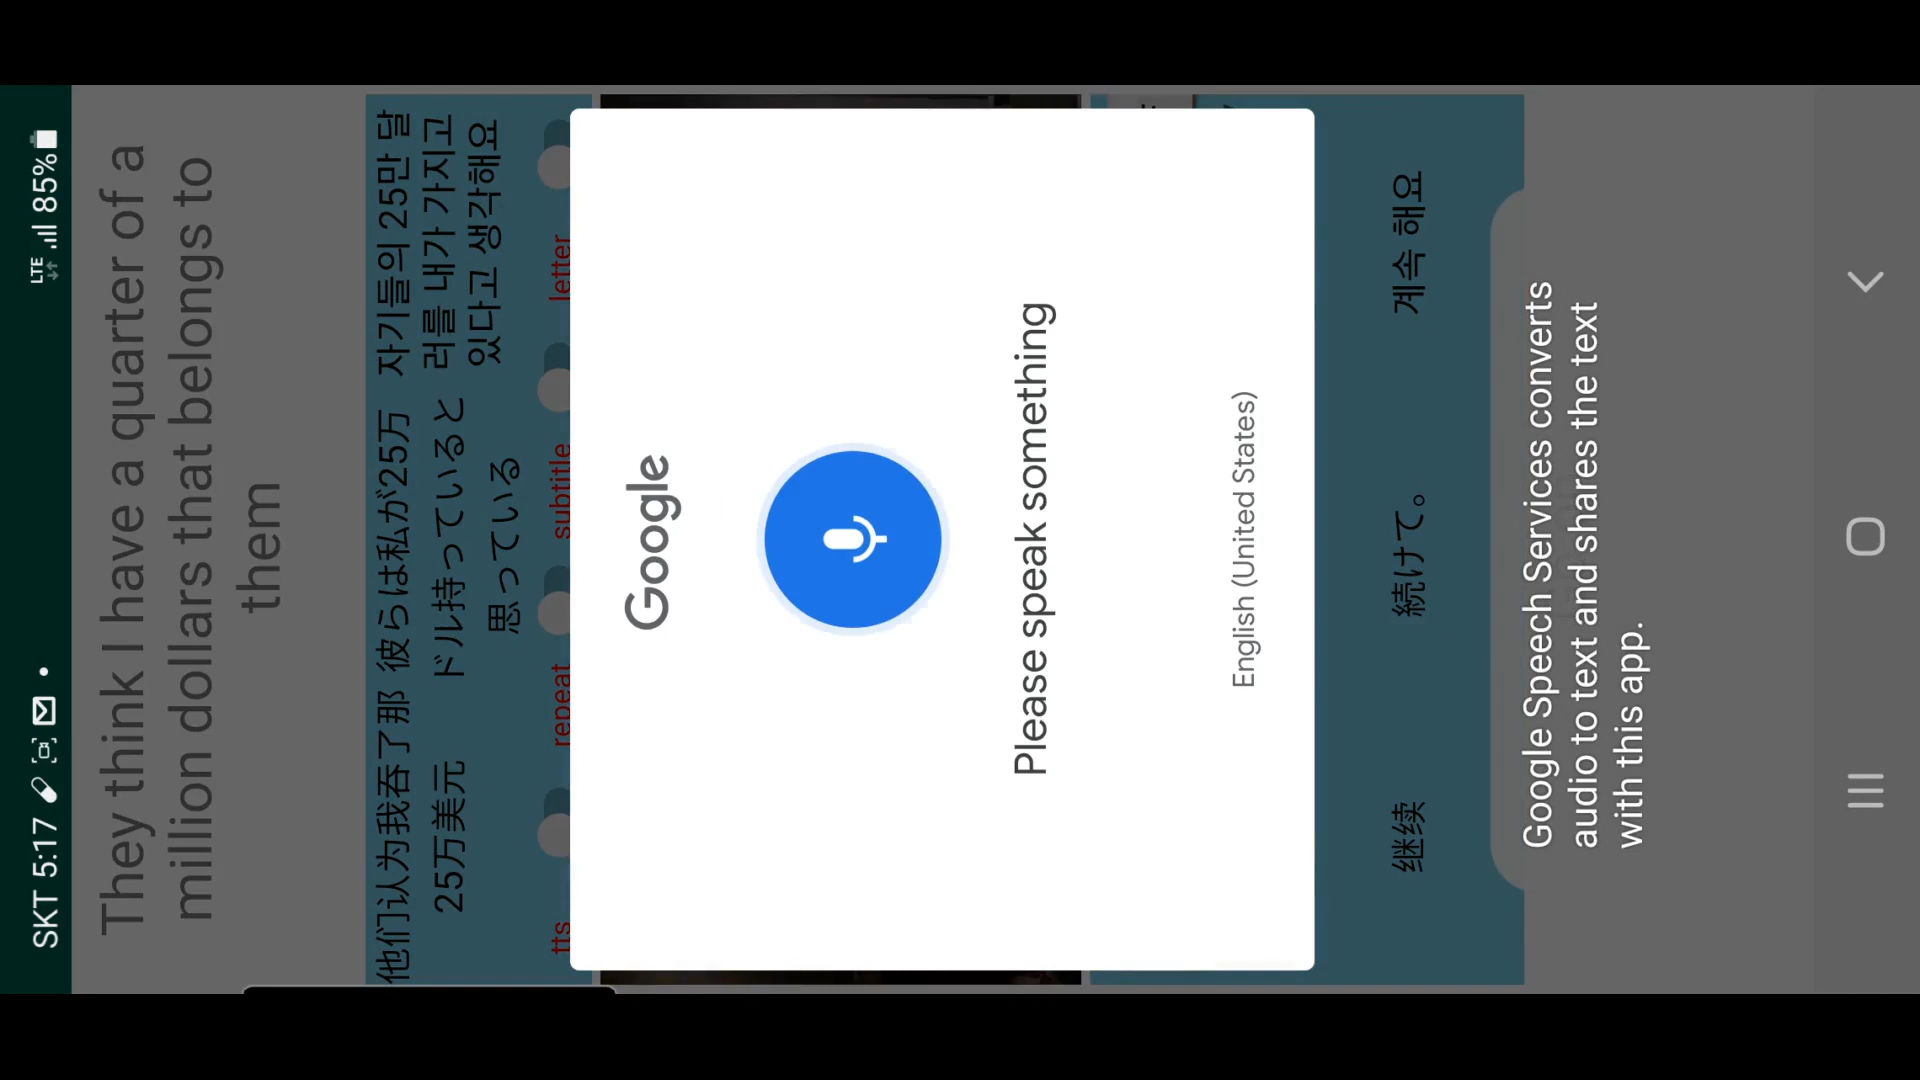 SKT 5:17
LTE
85%
They think I have a quarter of a
million dollars that belongs to
them
他们认为我吞了那
25万美元
彼らは私が25万
ドル持っていると
思っている
자기들의 25만 달
러를 내가 가지고
있다고 생각해요
tts
repeat
subtitle
letter
Google
Please speak something
English (United States)
继续
続けて。
계속 해요
Google Speech Services converts
audio to text and shares the text
with this app.